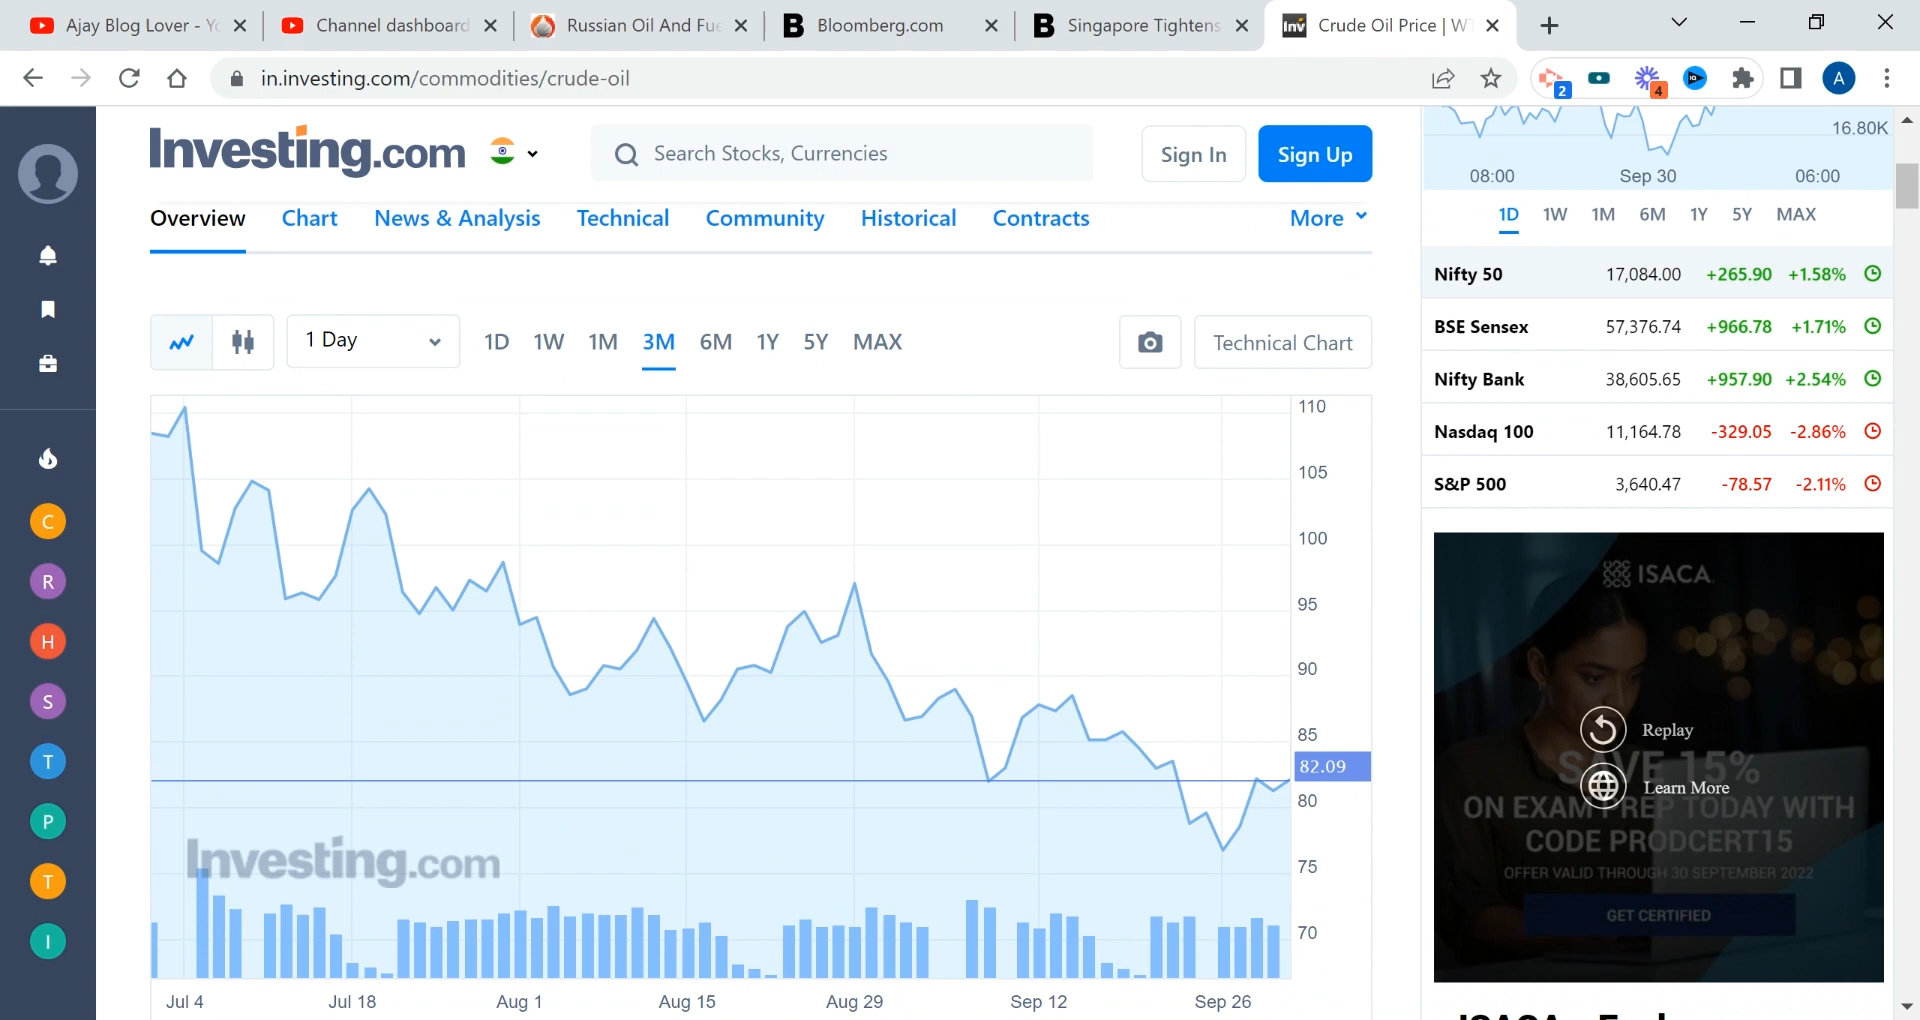 Ajay Blog Lover - Yo
Channel dashboard
Russian Oil And Fue
Bloomberg.com
Singapore Tightens
Crude Oil Price | WT
in.investing.com/commodities/crude-oil
2
4
A
Investing.com
Search Stocks, Currencies
Sign In
Sign Up
Overview Chart News & Analysis Technical Community Historical Contracts More
1 Day
1D 1W 1M 3M 6M 1Y 5Y MAX
Technical Chart
110
105
100
95
90
85
82.09
80
75
70
Investing.com
Jul 4 Jul 18 Aug 1 Aug 15 Aug 29 Sep 12 Sep 26
C
R
H
S
T
P
T
I
16.80K
08:00 Sep 30 06:00
1D 1W 1M 6M 1Y 5Y MAX
Nifty 50 17,084.00 +265.90 +1.58%
BSE Sensex 57,376.74 +966.78 +1.71%
Nifty Bank 38,605.65 +957.90 +2.54%
Nasdaq 100 11,164.78 -329.05 -2.86%
S&P 500 3,640.47 -78.57 -2.11%
ISACA.
Replay
SAVE 15%
Learn More
ON EXAM PREP TODAY WITH
CODE PRODCERT15
OFFER VALID THROUGH 30 SEPTEMBER 2022
GET CERTIFIED